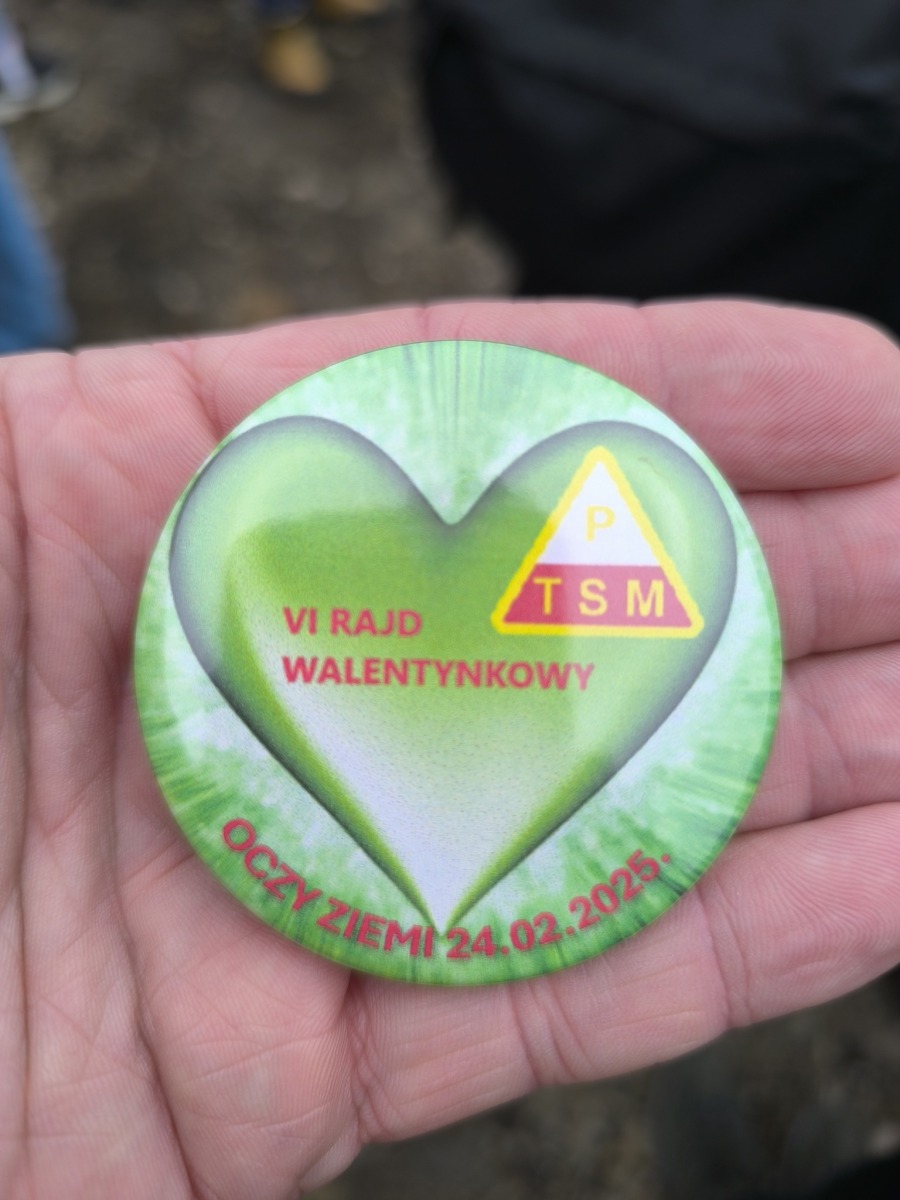 P
TSM
VI RAJD
WALENTYNKOWY
OCZY ZIEMI 24.02.2025.